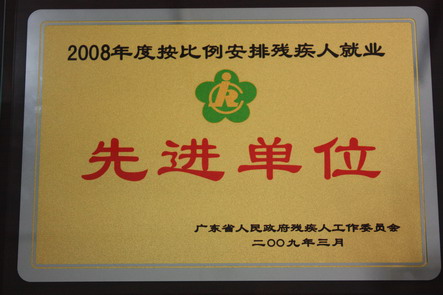 2008年度按比例安排残疾人就业
先进单位
广东省人民政府残疾人工作委员会
二〇〇九年三月